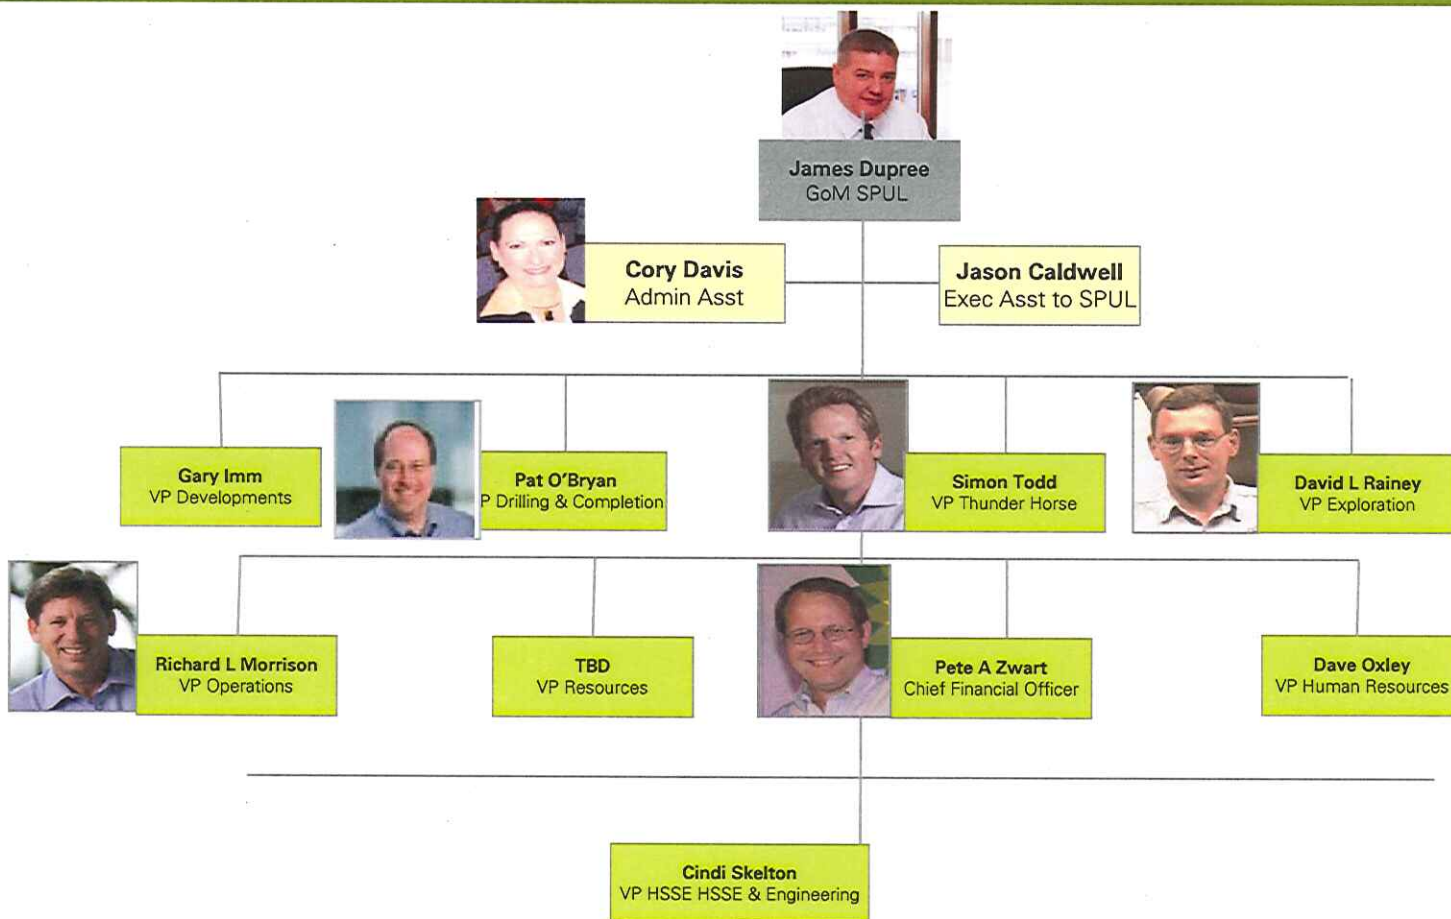 James Dupree
GoM SPUL
Cory Davis
Admin Asst
Jason Caldwell
Exec Asst to SPUL
Gary Imm
VP Developments
Pat O'Bryan
P Drilling & Completion
Simon Todd
VP Thunder Horse
David L Rainey
VP Exploration
Richard L Morrison
VP Operations
TBD
VP Resources
Pete A Zwart
Chief Financial Officer
Dave Oxley
VP Human Resources
Cindi Skelton
VP HSSE HSSE & Engineering